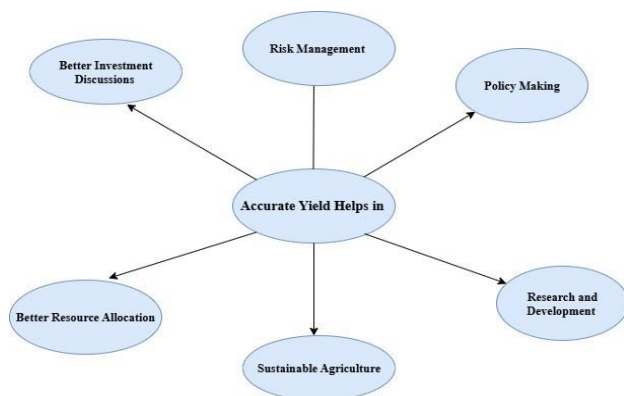 Risk Management
Better Investment
Discussions
Policy Making
Accurate Yield Helps in
Better Resource Allocation
Research and
Development
Sustainable Agriculture